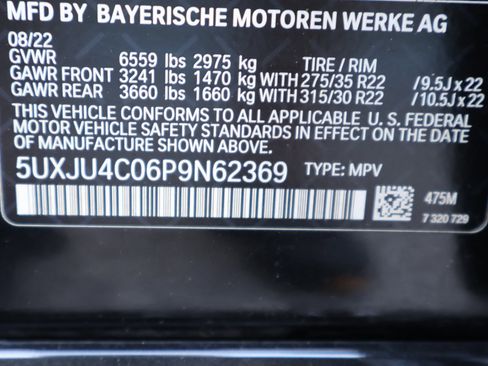 MFD BY BAYERISCHE MOTOREN WERKE AG
08/22
GVWR 6559 lbs 2975 kg TIRE / RIM
GAWR FRONT 3241 lbs 1470 kg WITH 275/35 R22 / 9.5J x 22
GAWR REAR 3660 lbs 1660 kg WITH 315/30 R22 / 10.5J x 22
THIS VEHICLE CONFORMS TO ALL APPLICABLE U. S. FEDERAL
MOTOR VEHICLE SAFETY STANDARDS IN EFFECT ON THE DATE OF
MANUFACTURE SHOWN ABOVE.
5UXJU4C06P9N62369 TYPE: MPV
475M
7 320 729